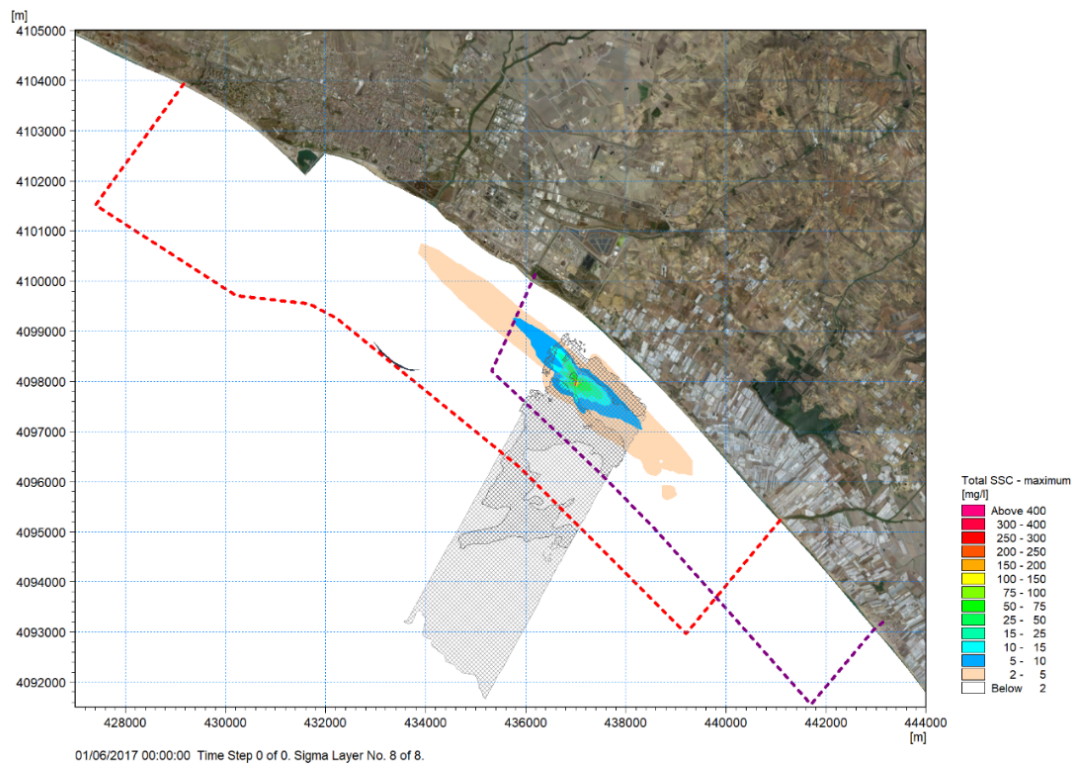 [m]
4105000
4104000
4103000
4102000
4101000
4100000
4099000
4098000
4097000
4096000
4095000
4094000
4093000
4092000
428000 430000 432000 434000 436000 438000 440000 442000 444000
[m]
01/06/2017 00:00:00 Time Step 0 of 0. Sigma Layer No. 8 of 8.
Total SSC - maximum
[mg/l]
Above 400
300 - 400
250 - 300
200 - 250
150 - 200
100 - 150
75 - 100
50 - 75
25 - 50
15 - 25
10 - 15
5 - 10
2 - 5
Below 2